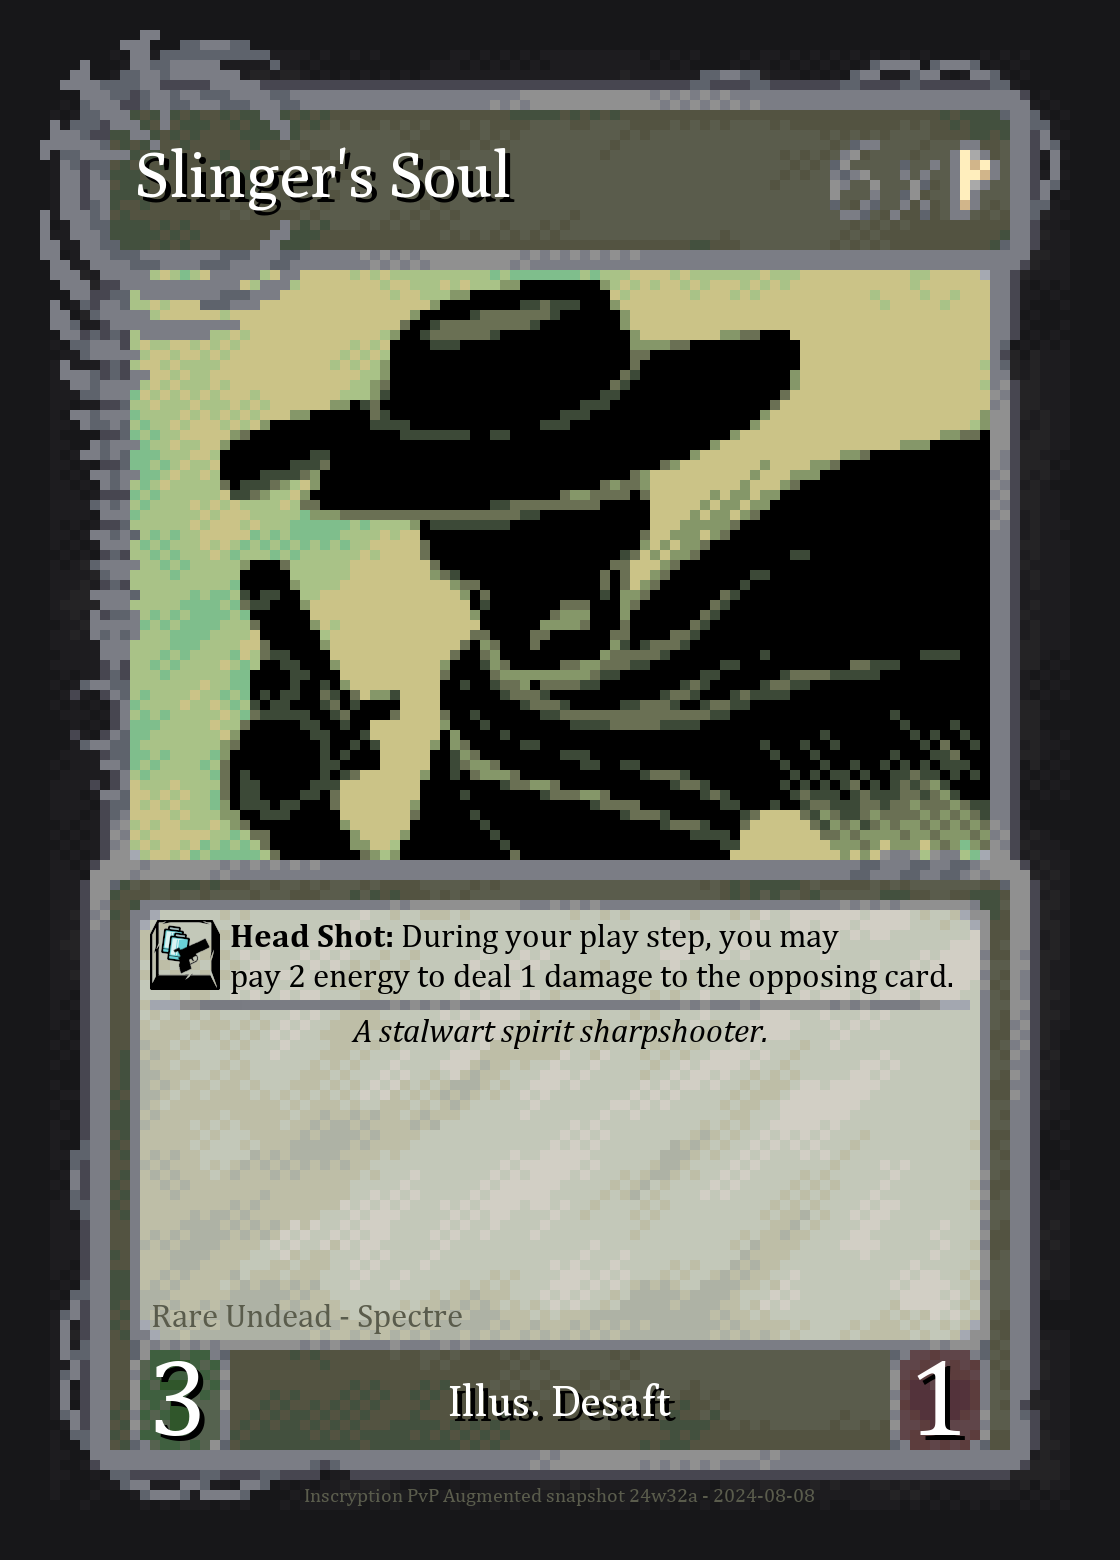 Slinger's Soul
6x
Head Shot: During your play step, you may
pay 2 energy to deal 1 damage to the opposing card.
A stalwart spirit sharpshooter.
Rare Undead - Spectre
3
Illus. Desaft
1
Inscryption PvP Augmented snapshot 24w32a - 2024-08-08